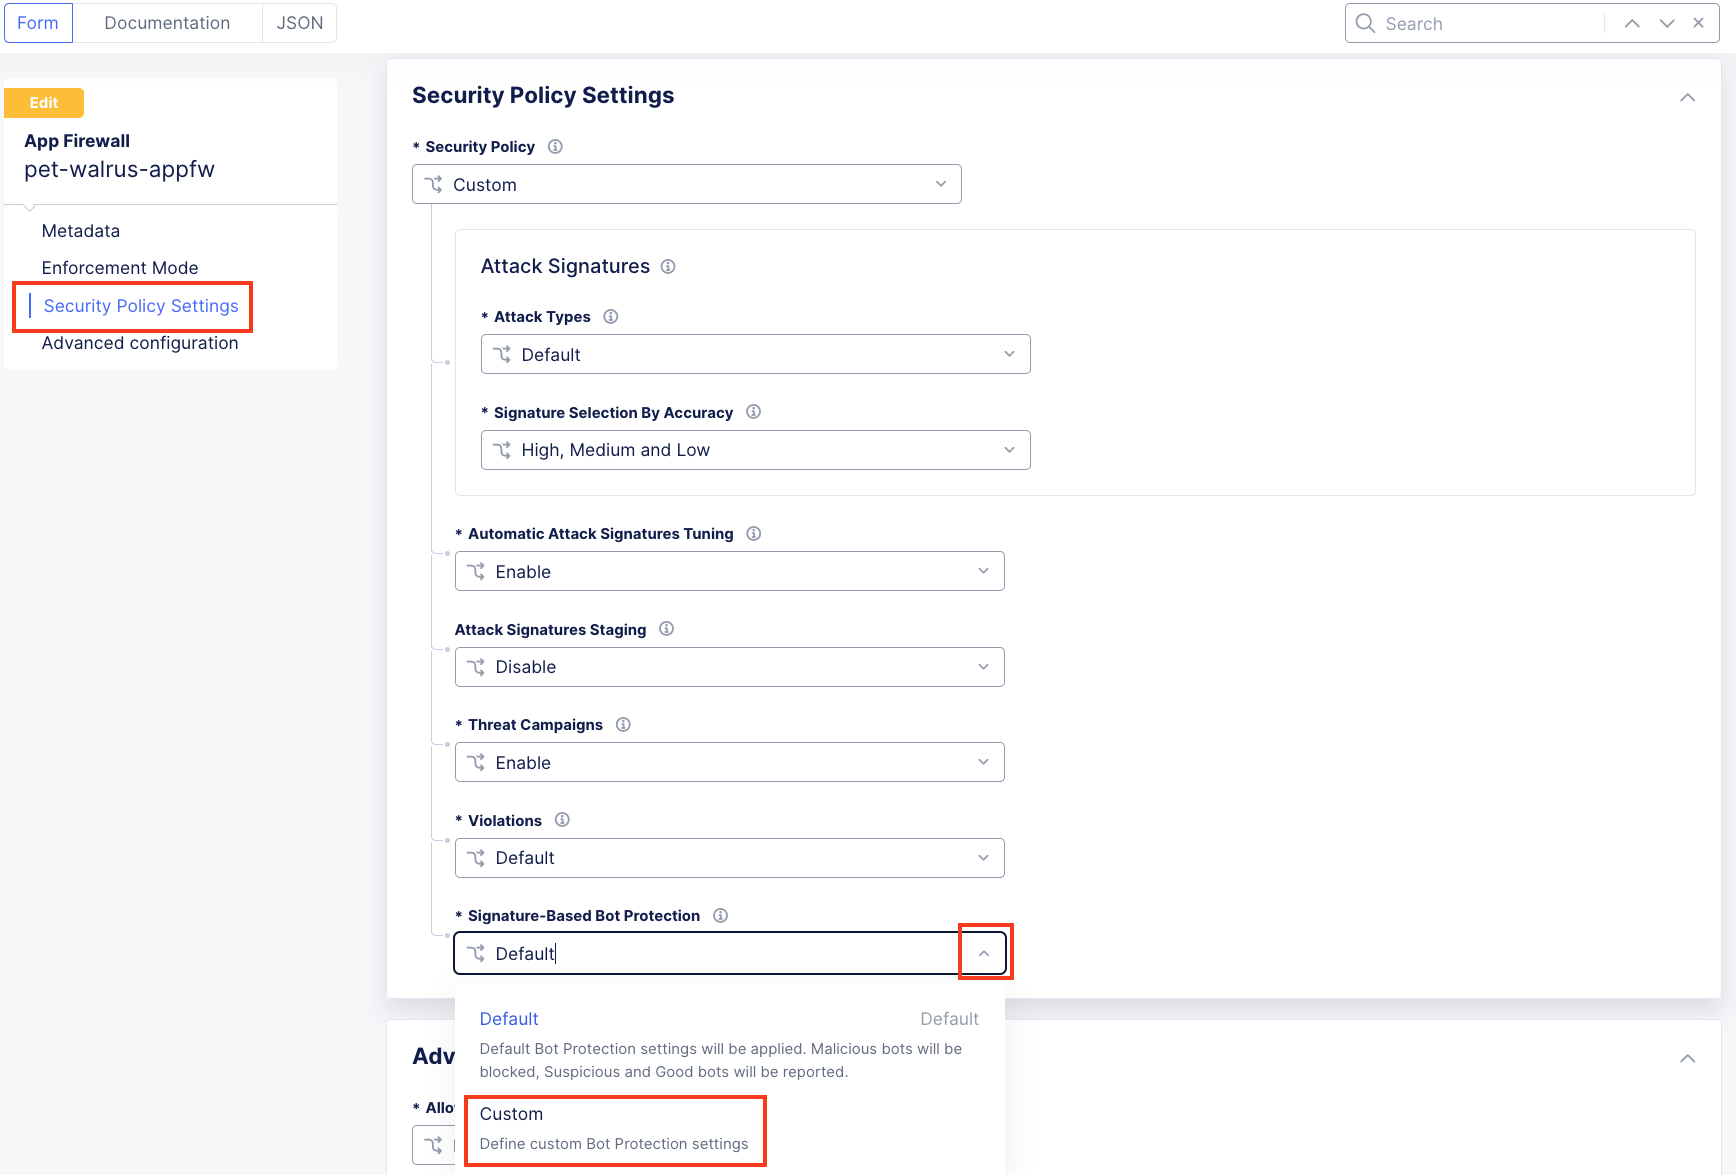 Form
Documentation
JSON
Search
Edit
App Firewall
pet-walrus-appfw
Metadata
Enforcement Mode
Security Policy Settings
Advanced configuration
Security Policy Settings
* Security Policy
Custom
Attack Signatures
* Attack Types
Default
* Signature Selection By Accuracy
High, Medium and Low
* Automatic Attack Signatures Tuning
Enable
Attack Signatures Staging
Disable
* Threat Campaigns
Enable
* Violations
Default
* Signature-Based Bot Protection
Default
Default Default
Default Bot Protection settings will be applied. Malicious bots will be
blocked, Suspicious and Good bots will be reported.
Custom
Define custom Bot Protection settings
Adv
* Allo